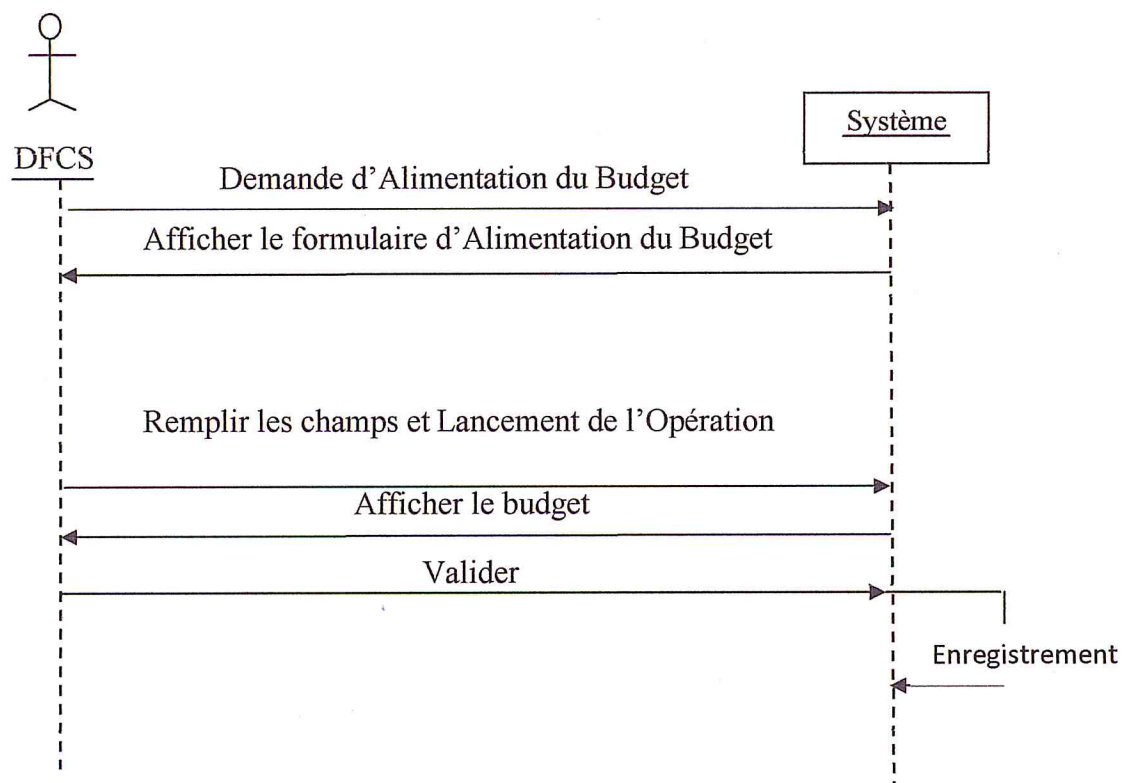 Système
DFCS
Demande d’Alimentation du Budget
Afficher le formulaire d’Alimentation du Budget
Remplir les champs et Lancement de l’Opération
Afficher le budget
Valider
Enregistrement